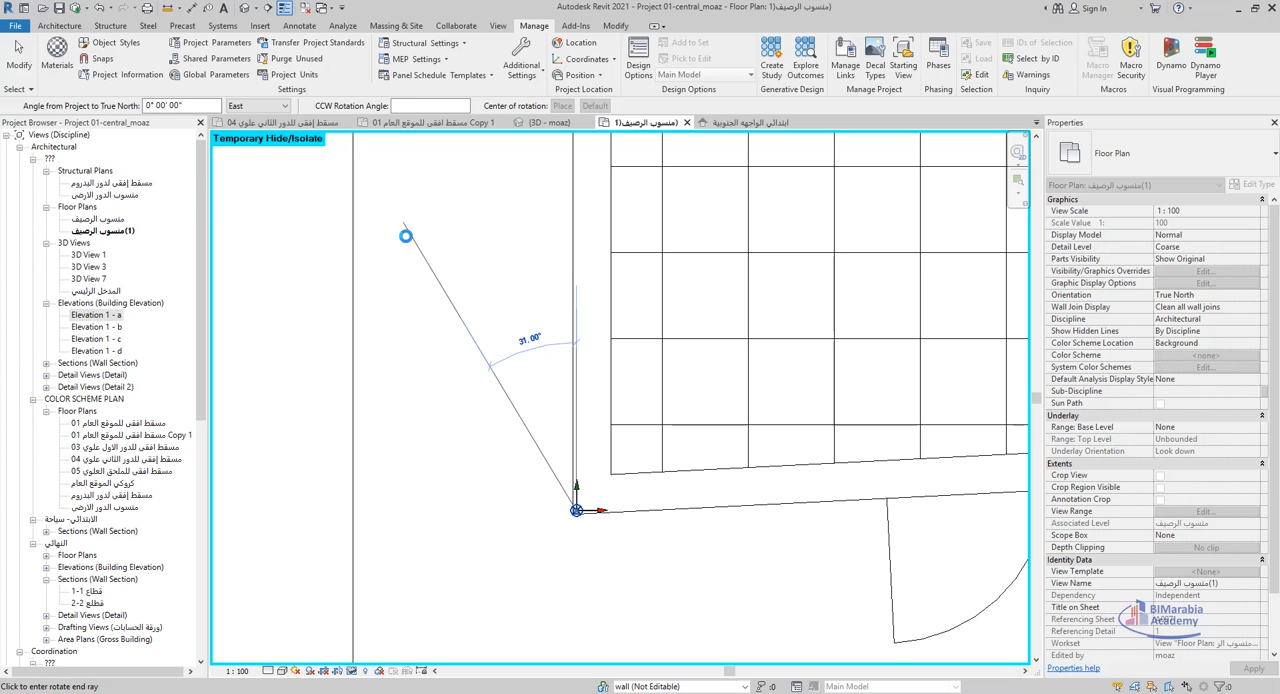 Autodesk Revit 2021 - Project 01-central_moaz - Floor Plan: منسوب الرصيف(1)
Sign In
File Architecture Structure Steel Precast Systems Insert Annotate Analyze Massing & Site Collaborate View Manage Add-Ins Modify
Modify
Materials
Object Styles
Snaps
Project Information
Project Parameters
Shared Parameters
Global Parameters
Transfer Project Standards
Purge Unused
Project Units
Structural Settings
MEP Settings
Panel Schedule Templates
Additional Settings
Location
Coordinates
Position
Design Options
Add to Set
Pick to Edit
Main Model
Create Study
Explore Outcomes
Manage Links
Decal Types
Starting View
Phases
Save
Load
Edit
IDs of Selection
Select by ID
Warnings
Macro Manager
Macro Security
Dynamo
Dynamo Player
Select
Settings
Project Location
Design Options
Generative Design
Manage Project
Phasing
Selection
Inquiry
Macros
Visual Programming
Angle from Project to True North: 0° 00' 00" East CCW Rotation Angle: Center of rotation: Place Default
Project Browser - Project 01-central_moaz
مسقط افقى للدور الثاني علوي 04
مسقط افقى للموقع العام 01 Copy 1
(3D - moaz)
منسوب الرصيف(1)
ابتدائي الواجهة الجنوبية
Views (Discipline)
Architectural
???
Structural Plans
مسقط إفقى لدور البدروم
منسوب الدور الارضى
Floor Plans
منسوب الرصيف
منسوب الرصيف(1)
3D Views
3D View 1
3D View 3
3D View 7
المدخل الرئيسي
Elevations (Building Elevation)
Elevation 1 - a
Elevation 1 - b
Elevation 1 - c
Elevation 1 - d
Sections (Wall Section)
Detail Views (Detail)
Detail Views (Detail 2)
COLOR SCHEME PLAN
Floor Plans
مسقط افقى للموقع العام 01
مسقط افقى للموقع العام 01 Copy 1
مسقط افقى للدور الاول علوي 03
مسقط إفقى للدور الثاني علوي 04
مسقط افقى للملحق العلوي 05
كروكي الموقع العام
مسقط إفقى لدور البدروم
منسوب الدور الارضى
الابتدائي- سياحة
Sections (Wall Section)
النهائي
Floor Plans
Elevations (Building Elevation)
Sections (Wall Section)
قطاع 1-1
قطاع 2-2
Detail Views (Detail)
Drafting Views (ورقة الحسابات)
Area Plans (Gross Building)
Coordination
???
Temporary Hide/Isolate
31.00°
Properties
Floor Plan
Floor Plan: منسوب الرصيف(1) Edit Type
Graphics
View Scale 1 : 100
Scale Value 1: 100
Display Model Normal
Detail Level Coarse
Parts Visibility Show Original
Visibility/Graphics Overrides Edit...
Graphic Display Options Edit...
Orientation True North
Wall Join Display Clean all wall joins
Discipline Architectural
Show Hidden Lines By Discipline
Color Scheme Location Background
Color Scheme <none>
System Color Schemes Edit...
Default Analysis Display Style None
Sub-Discipline
Sun Path
Underlay
Range: Base Level None
Range: Top Level Unbounded
Underlay Orientation Look down
Extents
Crop View
Crop Region Visible
Annotation Crop
View Range Edit...
Associated Level منسوب الرصيف
Scope Box None
Depth Clipping No clip
Identity Data
View Template <None>
View Name منسوب الرصيف(1)
Dependency Independent
Title on Sheet
Referencing Sheet
Referencing Detail 1
Workset View "Floor Plan: منسوب الر...
Edited by moaz
BIMarabia Academy
Properties help Apply
1 : 100
Click to enter rotate end ray
wall (Not Editable) :0 Main Model :0